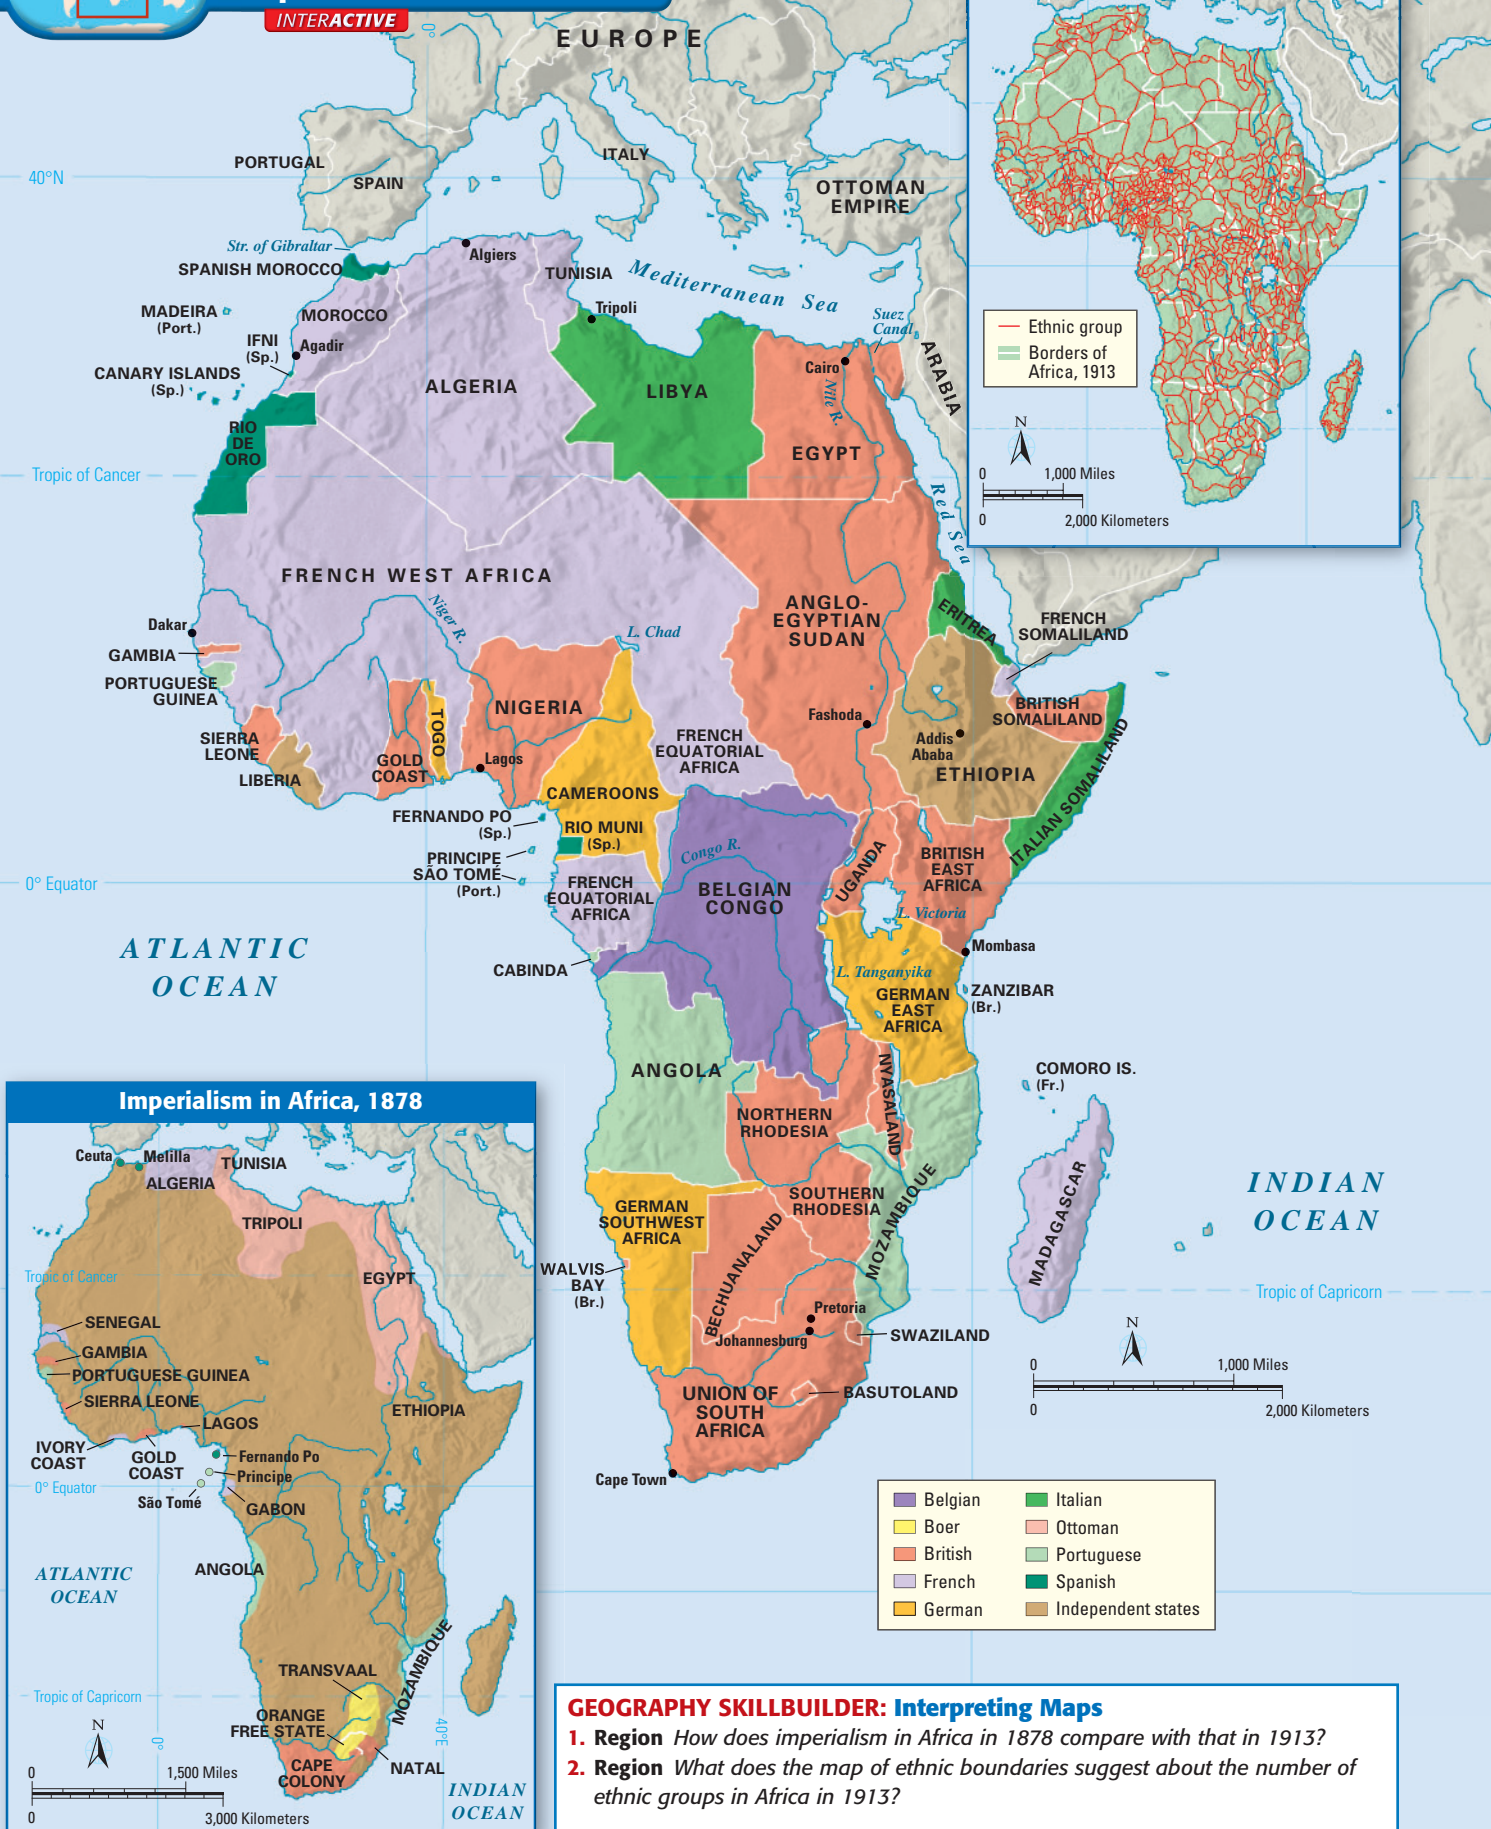 INTERACTIVE
0°
EUROPE
PORTUGAL
SPAIN
ITALY
OTTOMAN
EMPIRE
40°N
Str. of Gibraltar
SPANISH MOROCCO
Algiers
TUNISIA
Mediterranean Sea
MADEIRA
(Port.)
MOROCCO
Tripoli
Suez
Canal
IFNI
(Sp.)
Agadir
Cairo
ARABIA
CANARY ISLANDS
(Sp.)
ALGERIA
LIBYA
Nile R.
RIO
DE
ORO
EGYPT
Tropic of Cancer
Red Sea
FRENCH WEST AFRICA
Niger R.
ANGLO-
EGYPTIAN
SUDAN
ERITREA
FRENCH
SOMALILAND
Dakar
L. Chad
GAMBIA
PORTUGUESE
GUINEA
NIGERIA
TOGO
Fashoda
BRITISH
SOMALILAND
SIERRA
LEONE
GOLD
COAST
Lagos
FRENCH
EQUATORIAL
AFRICA
Addis
Ababa
ETHIOPIA
ITALIAN SOMALILAND
LIBERIA
CAMEROONS
FERNANDO PO
(Sp.)
RIO MUNI
(Sp.)
PRINCIPE
SÃO TOMÉ
(Port.)
Congo R.
UGANDA
BRITISH
EAST
AFRICA
0° Equator
FRENCH
EQUATORIAL
AFRICA
BELGIAN
CONGO
L. Victoria
ATLANTIC
OCEAN
Mombasa
CABINDA
L. Tanganyika
GERMAN
EAST
AFRICA
ZANZIBAR
(Br.)
ANGOLA
NYASALAND
COMORO IS.
(Fr.)
NORTHERN
RHODESIA
SOUTHERN
RHODESIA
MOZAMBIQUE
MADAGASCAR
INDIAN
OCEAN
GERMAN
SOUTHWEST
AFRICA
WALVIS
BAY
(Br.)
BECHUANALAND
Tropic of Capricorn
Pretoria
Johannesburg
SWAZILAND
UNION OF
SOUTH
AFRICA
BASUTOLAND
Cape Town
N
0 1,000 Miles
0 2,000 Kilometers
Belgian
Boer
British
French
German
Italian
Ottoman
Portuguese
Spanish
Independent states
Ethnic group
Borders of
Africa, 1913
N
0 1,000 Miles
0 2,000 Kilometers
Imperialism in Africa, 1878
Ceuta
Melilla
TUNISIA
ALGERIA
TRIPOLI
Tropic of Cancer
EGYPT
SENEGAL
GAMBIA
PORTUGUESE GUINEA
SIERRA LEONE
LAGOS
ETHIOPIA
IVORY
COAST
GOLD
COAST
Fernando Po
Principe
0° Equator
São Tomé
GABON
ANGOLA
ATLANTIC
OCEAN
TRANSVAAL
MOZAMBIQUE
Tropic of Capricorn
ORANGE
FREE STATE
N
0°
40°E
CAPE
COLONY
NATAL
INDIAN
OCEAN
0 1,500 Miles
0 3,000 Kilometers
GEOGRAPHY SKILLBUILDER: Interpreting Maps
1. Region How does imperialism in Africa in 1878 compare with that in 1913?
2. Region What does the map of ethnic boundaries suggest about the number of
ethnic groups in Africa in 1913?